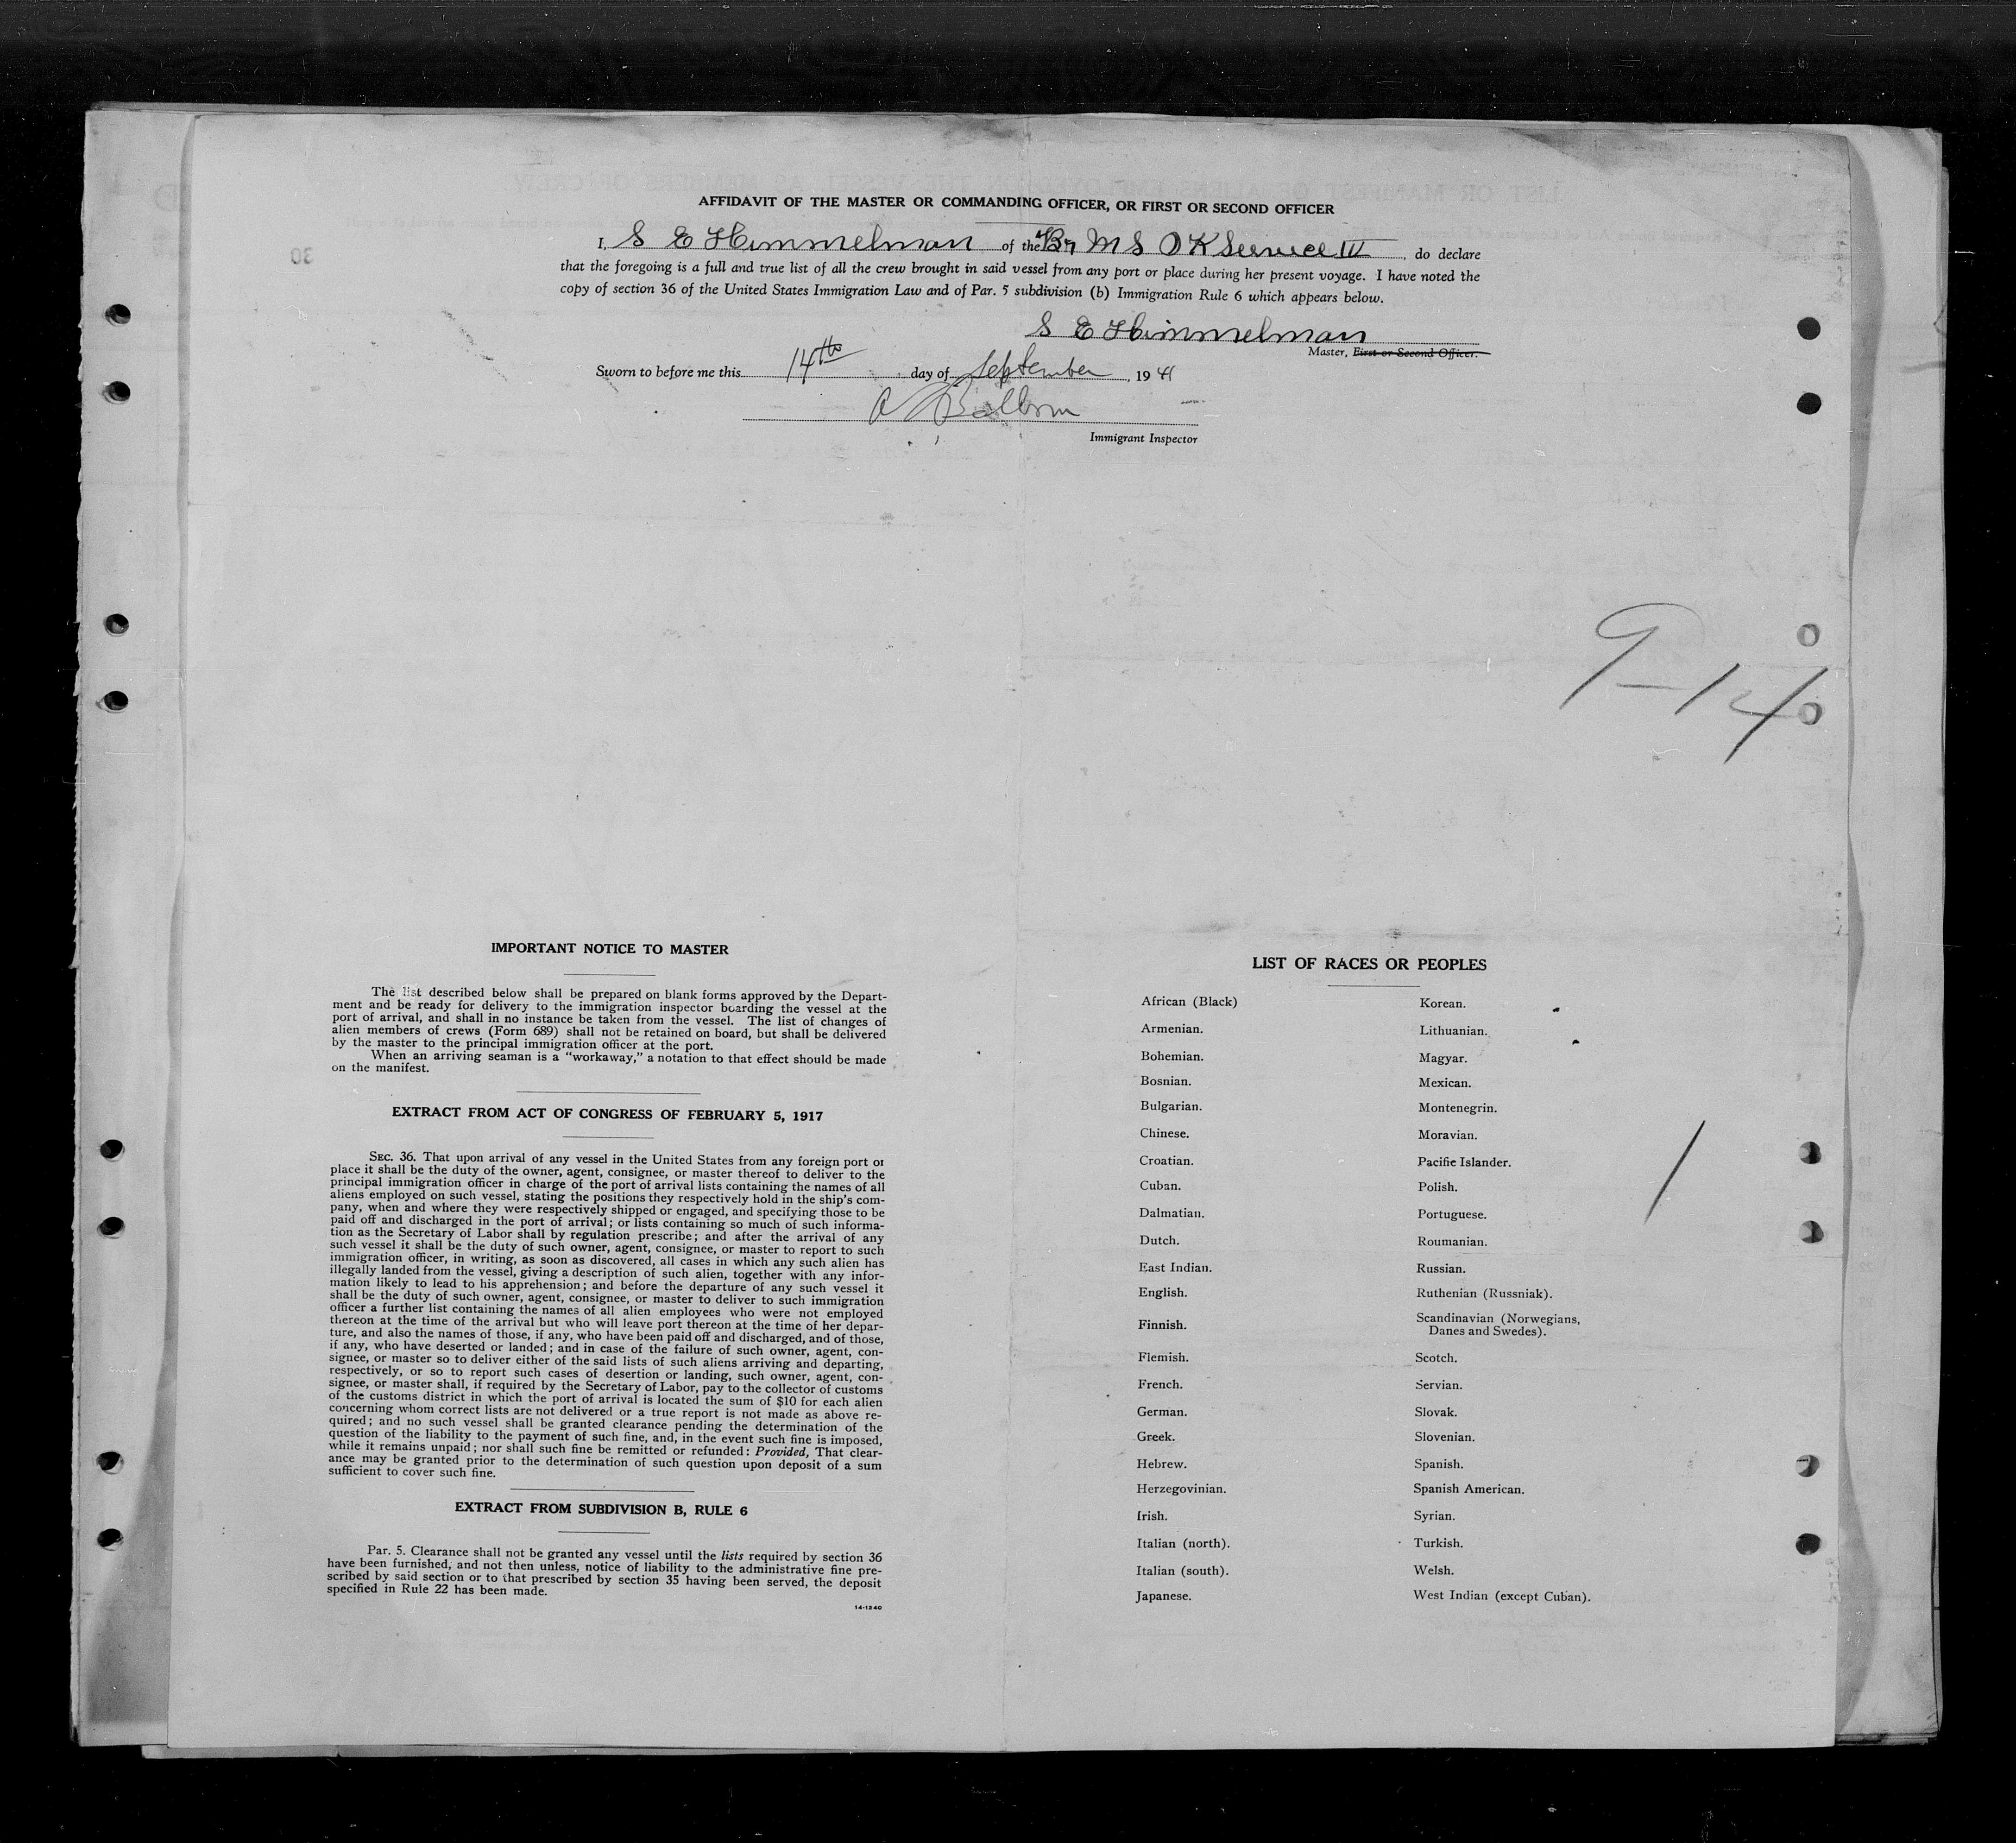 AFFIDAVIT OF THE MASTER OR COMMANDING OFFICER, OR FIRST OR SECOND OFFICER
I, S E Himmelman of the Br M S O K Service IV, do declare
that the foregoing is a full and true list of all the crew brought in said vessel from any port or place during her present voyage. I have noted the
copy of section 36 of the United States Immigration Law and of Par. 5 subdivision (b) Immigration Rule 6 which appears below.
S E Himmelman
Master, First or Second Officer.
Sworn to before me this 14th day of September, 1941
Immigrant Inspector
9-14
IMPORTANT NOTICE TO MASTER
The list described below shall be prepared on blank forms approved by the Depart-
ment and be ready for delivery to the immigration inspector boarding the vessel at the
port of arrival, and shall in no instance be taken from the vessel. The list of changes of
alien members of crews (Form 689) shall not be retained on board, but shall be delivered
by the master to the principal immigration officer at the port.
When an arriving seaman is a "workaway," a notation to that effect should be made
on the manifest.
EXTRACT FROM ACT OF CONGRESS OF FEBRUARY 5, 1917
SEC. 36. That upon arrival of any vessel in the United States from any foreign port or
place it shall be the duty of the owner, agent, consignee, or master thereof to deliver to the
principal immigration officer in charge of the port of arrival lists containing the names of all
aliens employed on such vessel, stating the positions they respectively hold in the ship's com-
pany, when and where they were respectively shipped or engaged, and specifying those to be
paid off and discharged in the port of arrival; or lists containing so much of such informa-
tion as the Secretary of Labor shall by regulation prescribe; and after the arrival of any
such vessel it shall be the duty of such owner, agent, consignee, or master to report to such
immigration officer, in writing, as soon as discovered, all cases in which any such alien has
illegally landed from the vessel, giving a description of such alien, together with any infor-
mation likely to lead to his apprehension; and before the departure of any such vessel it
shall be the duty of such owner, agent, consignee, or master to deliver to such immigration
officer a further list containing the names of all alien employees who were not employed
thereon at the time of the arrival but who will leave port thereon at the time of her depar-
ture, and also the names of those, if any, who have been paid off and discharged, and of those,
if any, who have deserted or landed; and in case of the failure of such owner, agent, con-
signee, or master so to deliver either of the said lists of such aliens arriving and departing,
respectively, or so to report such cases of desertion or landing, such owner, agent, con-
signee, or master shall, if required by the Secretary of Labor, pay to the collector of customs
of the customs district in which the port of arrival is located the sum of $10 for each alien
concerning whom correct lists are not delivered or a true report is not made as above re-
quired; and no such vessel shall be granted clearance pending the determination of the
question of the liability to the payment of such fine, and, in the event such fine is imposed,
while it remains unpaid; nor shall such fine be remitted or refunded: Provided, That clear-
ance may be granted prior to the determination of such question upon deposit of a sum
sufficient to cover such fine.
EXTRACT FROM SUBDIVISION B, RULE 6
Par. 5. Clearance shall not be granted any vessel until the lists required by section 36
have been furnished, and not then unless, notice of liability to the administrative fine pre-
scribed by said section or to that prescribed by section 35 having been served, the deposit
specified in Rule 22 has been made.
14-1240
LIST OF RACES OR PEOPLES
African (Black)
Armenian.
Bohemian.
Bosnian.
Bulgarian.
Chinese.
Croatian.
Cuban.
Dalmatian.
Dutch.
East Indian.
English.
Finnish.
Flemish.
French.
German.
Greek.
Hebrew.
Herzegovinian.
Irish.
Italian (north).
Italian (south).
Japanese.
Korean.
Lithuanian.
Magyar.
Mexican.
Montenegrin.
Moravian.
Pacific Islander.
Polish.
Portuguese.
Roumanian.
Russian.
Ruthenian (Russniak).
Scandinavian (Norwegians,
Danes and Swedes).
Scotch.
Servian.
Slovak.
Slovenian.
Spanish.
Spanish American.
Syrian.
Turkish.
Welsh.
West Indian (except Cuban).